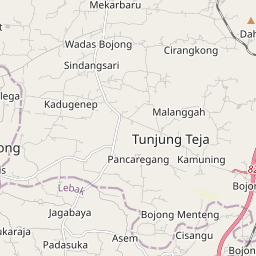 Mekarbaru
Wadas Bojong
Cirangkong
Sindangsari
Kadugenep
Malanggah
Tunjung Teja
Pancaregang
Kamuning
Lebak
Jagabaya
Bojong Menteng
Asem
Cisangu
Padasuka